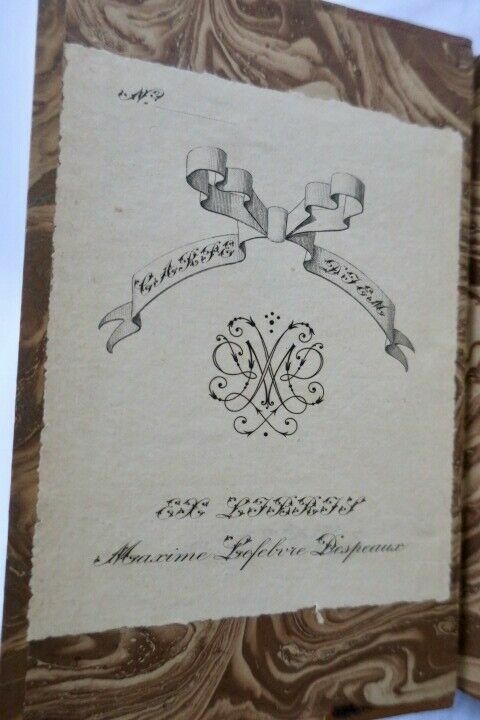 N.º
CARPE DIEM
EX LIBRIS
Maxime Lefebvre Despeaux